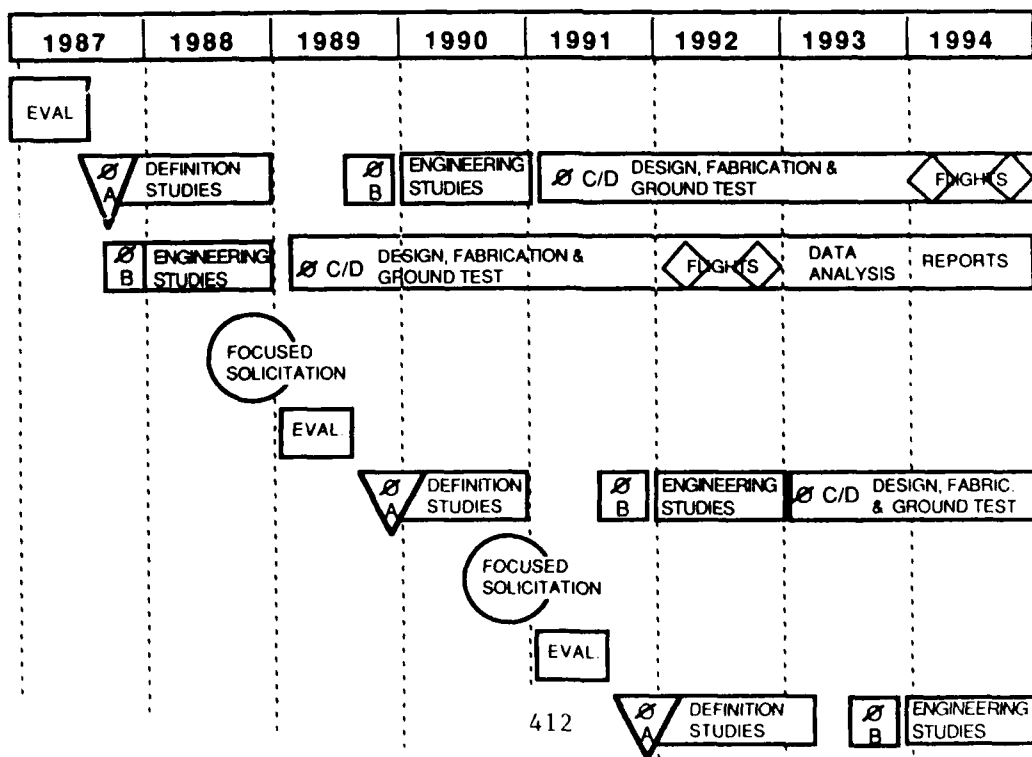 1987 1988 1989 1990 1991 1992 1993 1994
EVAL
Ø A DEFINITION STUDIES
Ø B ENGINEERING STUDIES
Ø C/D DESIGN, FABRICATION & GROUND TEST
FLIGHTS
Ø B ENGINEERING STUDIES
Ø C/D DESIGN, FABRICATION & GROUND TEST
FLIGHTS
DATA ANALYSIS
REPORTS
FOCUSED
SOLICITATION
EVAL.
Ø A DEFINITION STUDIES
Ø B ENGINEERING STUDIES
Ø C/D DESIGN, FABRIC. & GROUND TEST
FOCUSED
SOLICITATION
EVAL.
Ø A DEFINITION STUDIES
Ø B ENGINEERING STUDIES
412